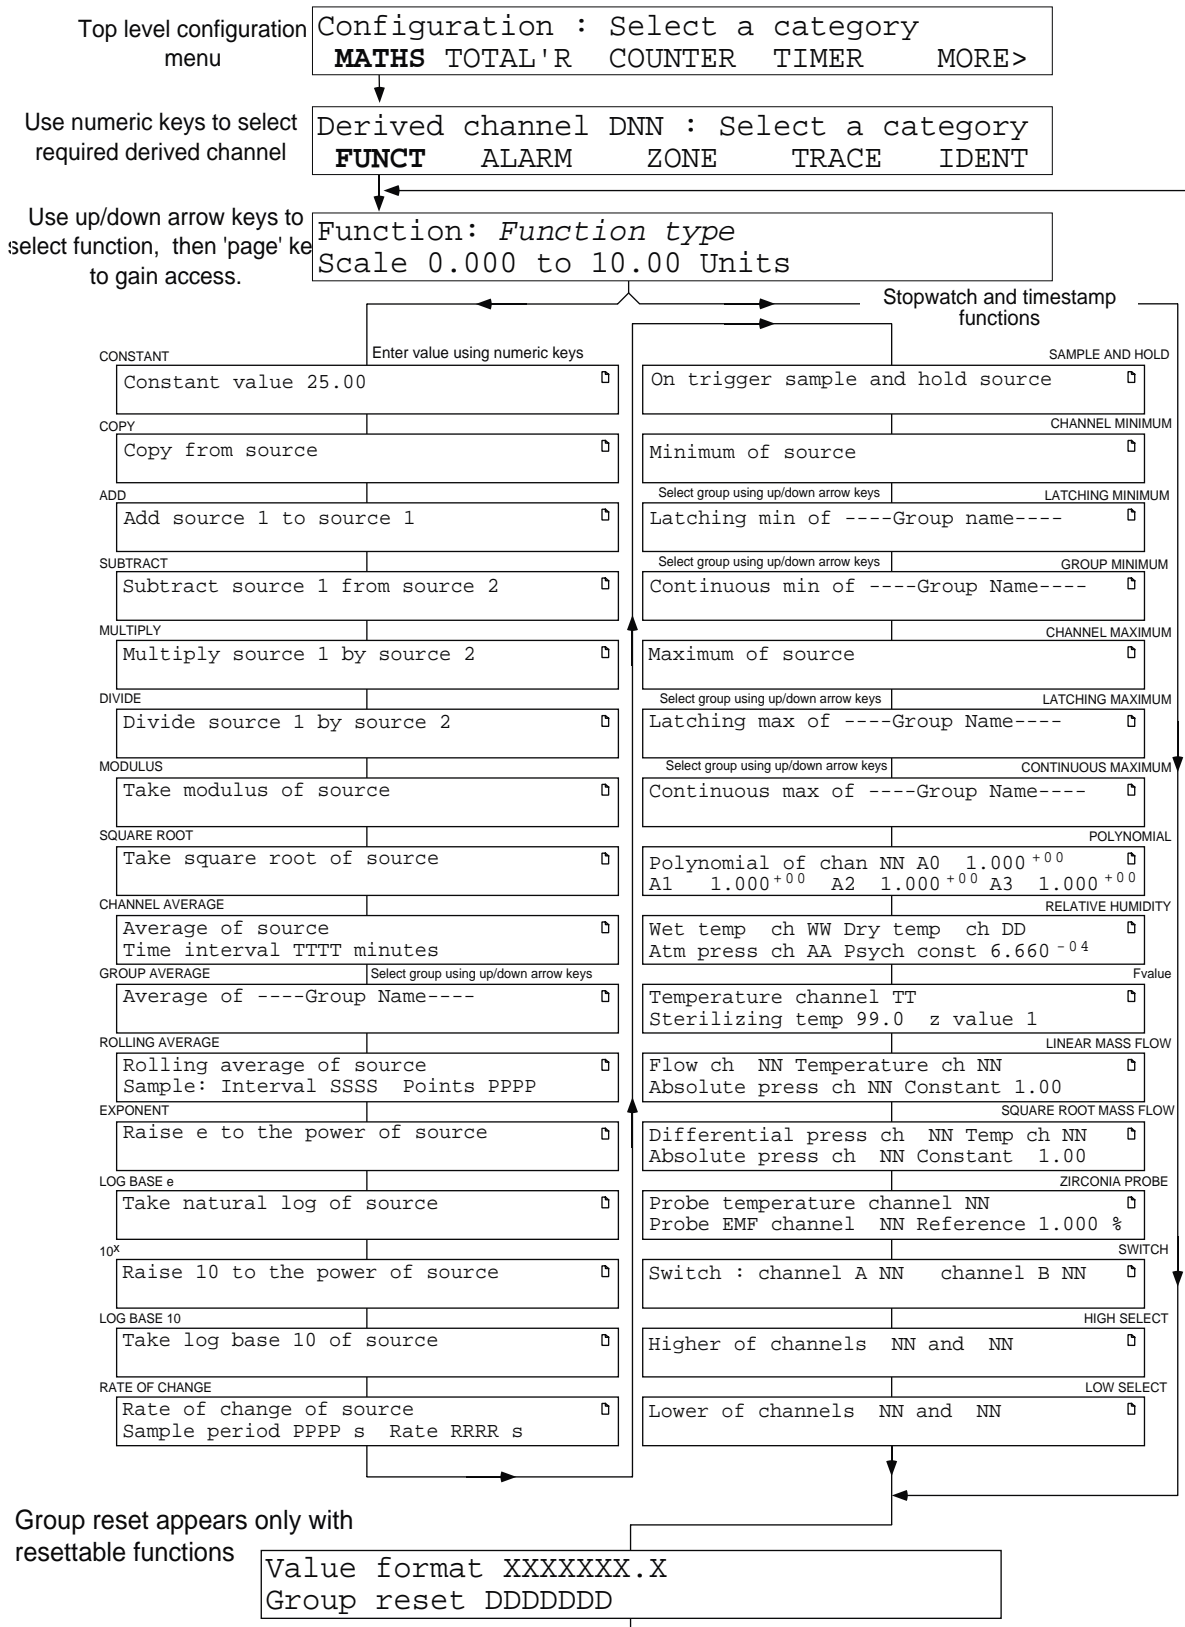 Top level configuration menu
Configuration : Select a category
MATHS TOTAL'R COUNTER TIMER MORE>
Use numeric keys to select
required derived channel
Derived channel DNN : Select a category
FUNCT ALARM ZONE TRACE IDENT
Use up/down arrow keys to
select function, then 'page' ke
to gain access.
Function: Function type
Scale 0.000 to 10.00 Units
Stopwatch and timestamp
functions
CONSTANT
Enter value using numeric keys
Constant value 25.00
COPY
Copy from source
ADD
Add source 1 to source 1
SUBTRACT
Subtract source 1 from source 2
MULTIPLY
Multiply source 1 by source 2
DIVIDE
Divide source 1 by source 2
MODULUS
Take modulus of source
SQUARE ROOT
Take square root of source
CHANNEL AVERAGE
Average of source
Time interval TTTT minutes
GROUP AVERAGE
Select group using up/down arrow keys
Average of ----Group Name----
ROLLING AVERAGE
Rolling average of source
Sample: Interval SSSS Points PPPP
EXPONENT
Raise e to the power of source
LOG BASE e
Take natural log of source
10x
Raise 10 to the power of source
LOG BASE 10
Take log base 10 of source
RATE OF CHANGE
Rate of change of source
Sample period PPPP s Rate RRRR s
SAMPLE AND HOLD
On trigger sample and hold source
CHANNEL MINIMUM
Minimum of source
Select group using up/down arrow keys
LATCHING MINIMUM
Latching min of ----Group name----
Select group using up/down arrow keys
GROUP MINIMUM
Continuous min of ----Group Name----
CHANNEL MAXIMUM
Maximum of source
Select group using up/down arrow keys
LATCHING MAXIMUM
Latching max of ----Group Name----
Select group using up/down arrow keys
CONTINUOUS MAXIMUM
Continuous max of ----Group Name----
POLYNOMIAL
Polynomial of chan NN A0 1.000 +00
A1 1.000 +00 A2 1.000 +00 A3 1.000 +00
RELATIVE HUMIDITY
Wet temp ch WW Dry temp ch DD
Atm press ch AA Psych const 6.660 -04
Fvalue
Temperature channel TT
Sterilizing temp 99.0 z value 1
LINEAR MASS FLOW
Flow ch NN Temperature ch NN
Absolute press ch NN Constant 1.00
SQUARE ROOT MASS FLOW
Differential press ch NN Temp ch NN
Absolute press ch NN Constant 1.00
ZIRCONIA PROBE
Probe temperature channel NN
Probe EMF channel NN Reference 1.000 %
SWITCH
Switch : channel A NN channel B NN
HIGH SELECT
Higher of channels NN and NN
LOW SELECT
Lower of channels NN and NN
Group reset appears only with
resettable functions
Value format XXXXXXX.X
Group reset DDDDDDD